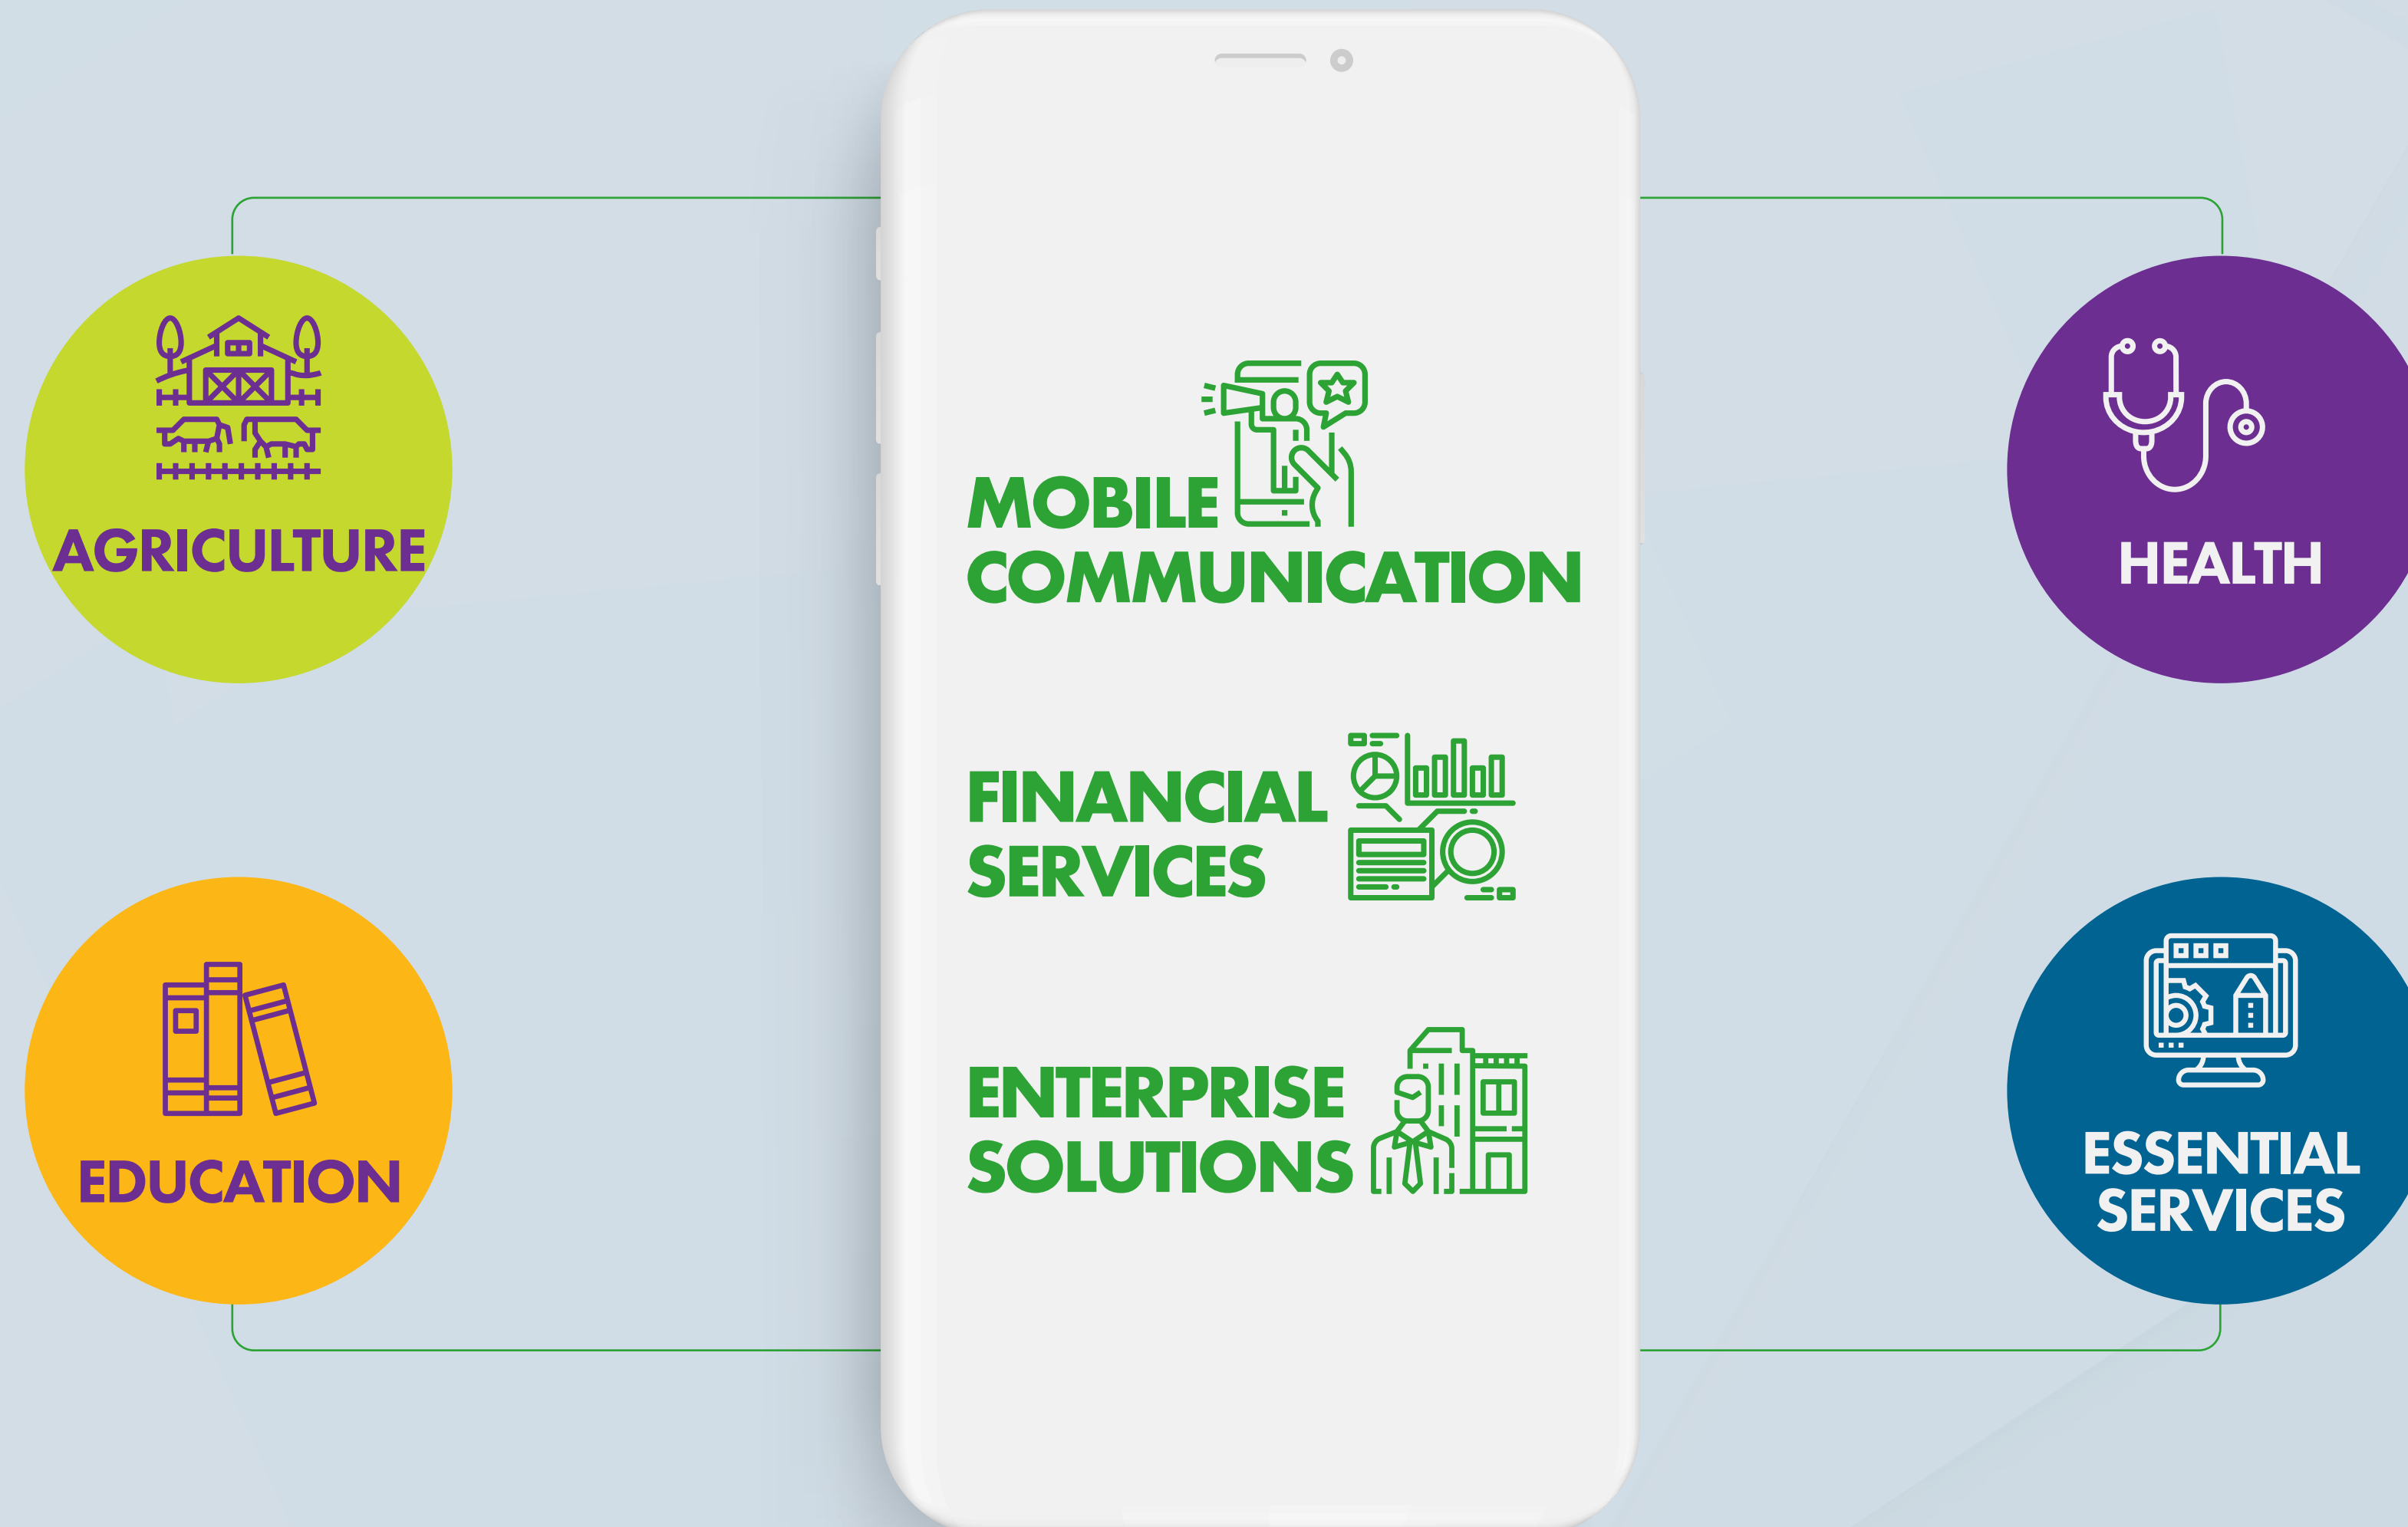 AGRICULTURE
EDUCATION
MOBILE
COMMUNICATION
FINANCIAL
SERVICES
ENTERPRISE
SOLUTIONS
HEALTH
ESSENTIAL
SERVICES